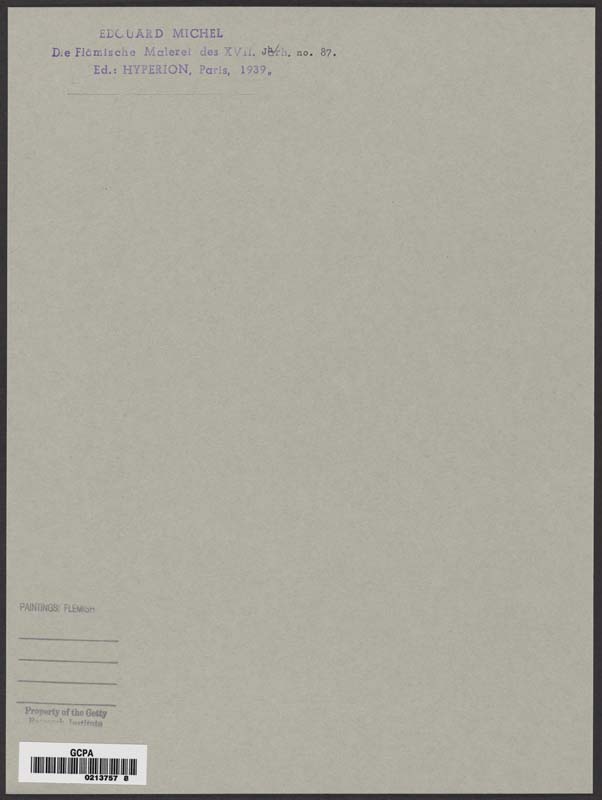 EDOUARD MICHEL
Die Flämische Malerei des XVII. Jh. no. 87.
Ed.: HYPERION, Paris, 1939.
PAINTINGS: FLEMISH
Property of the Getty
Research Institute
GCPA
0213757 8